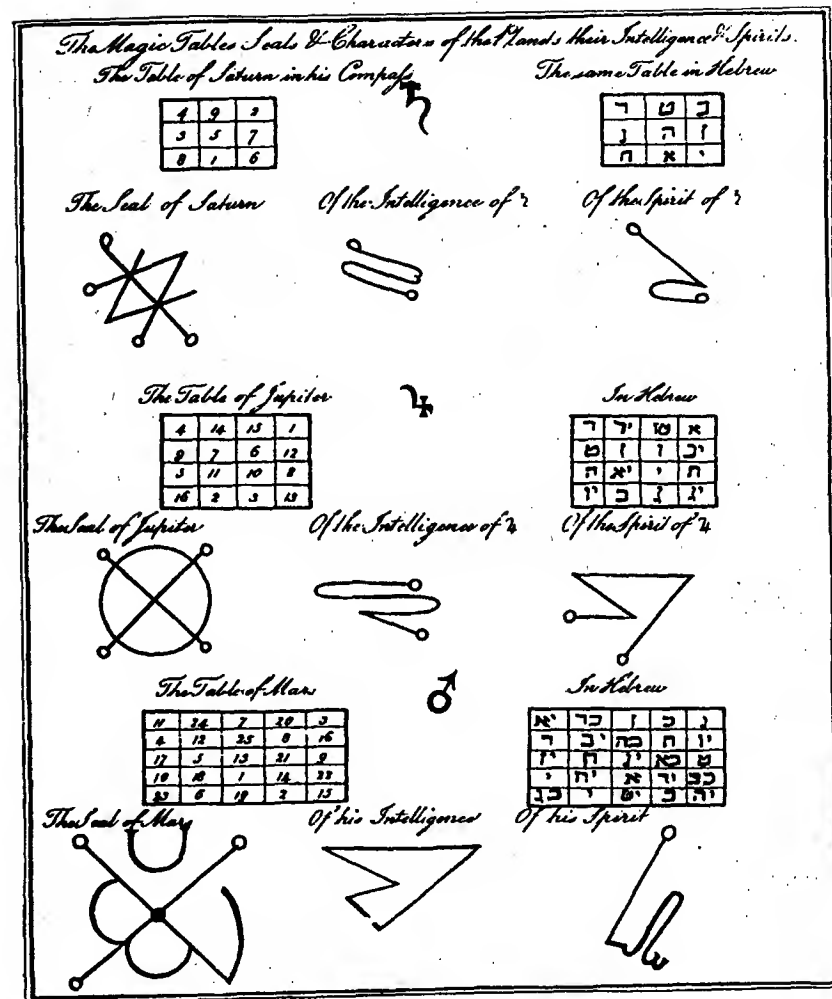 The Magic Tables Seals & Characters of the Planets their Intelligence & Spirits.
The Table of Saturn in his Compass
♄
The same Table in Hebrew
4 9 2
3 5 7
8 1 6
ד ט ב
ג ה ז
ח א י
The Seal of Saturn
Of the Intelligence of ♄
Of the Spirit of ♄
The Table of Jupiter
♃
In Hebrew
4 14 15 1
9 7 6 12
5 11 10 8
16 2 3 13
The Seal of Jupiter
Of the Intelligence of ♃
Of the Spirit of ♃
The Table of Mars
♂
In Hebrew
11 24 7 20 3
4 12 25 8 16
17 5 13 21 9
10 18 1 14 22
23 6 19 2 15
The Seal of Mars
Of his Intelligence
Of his Spirit